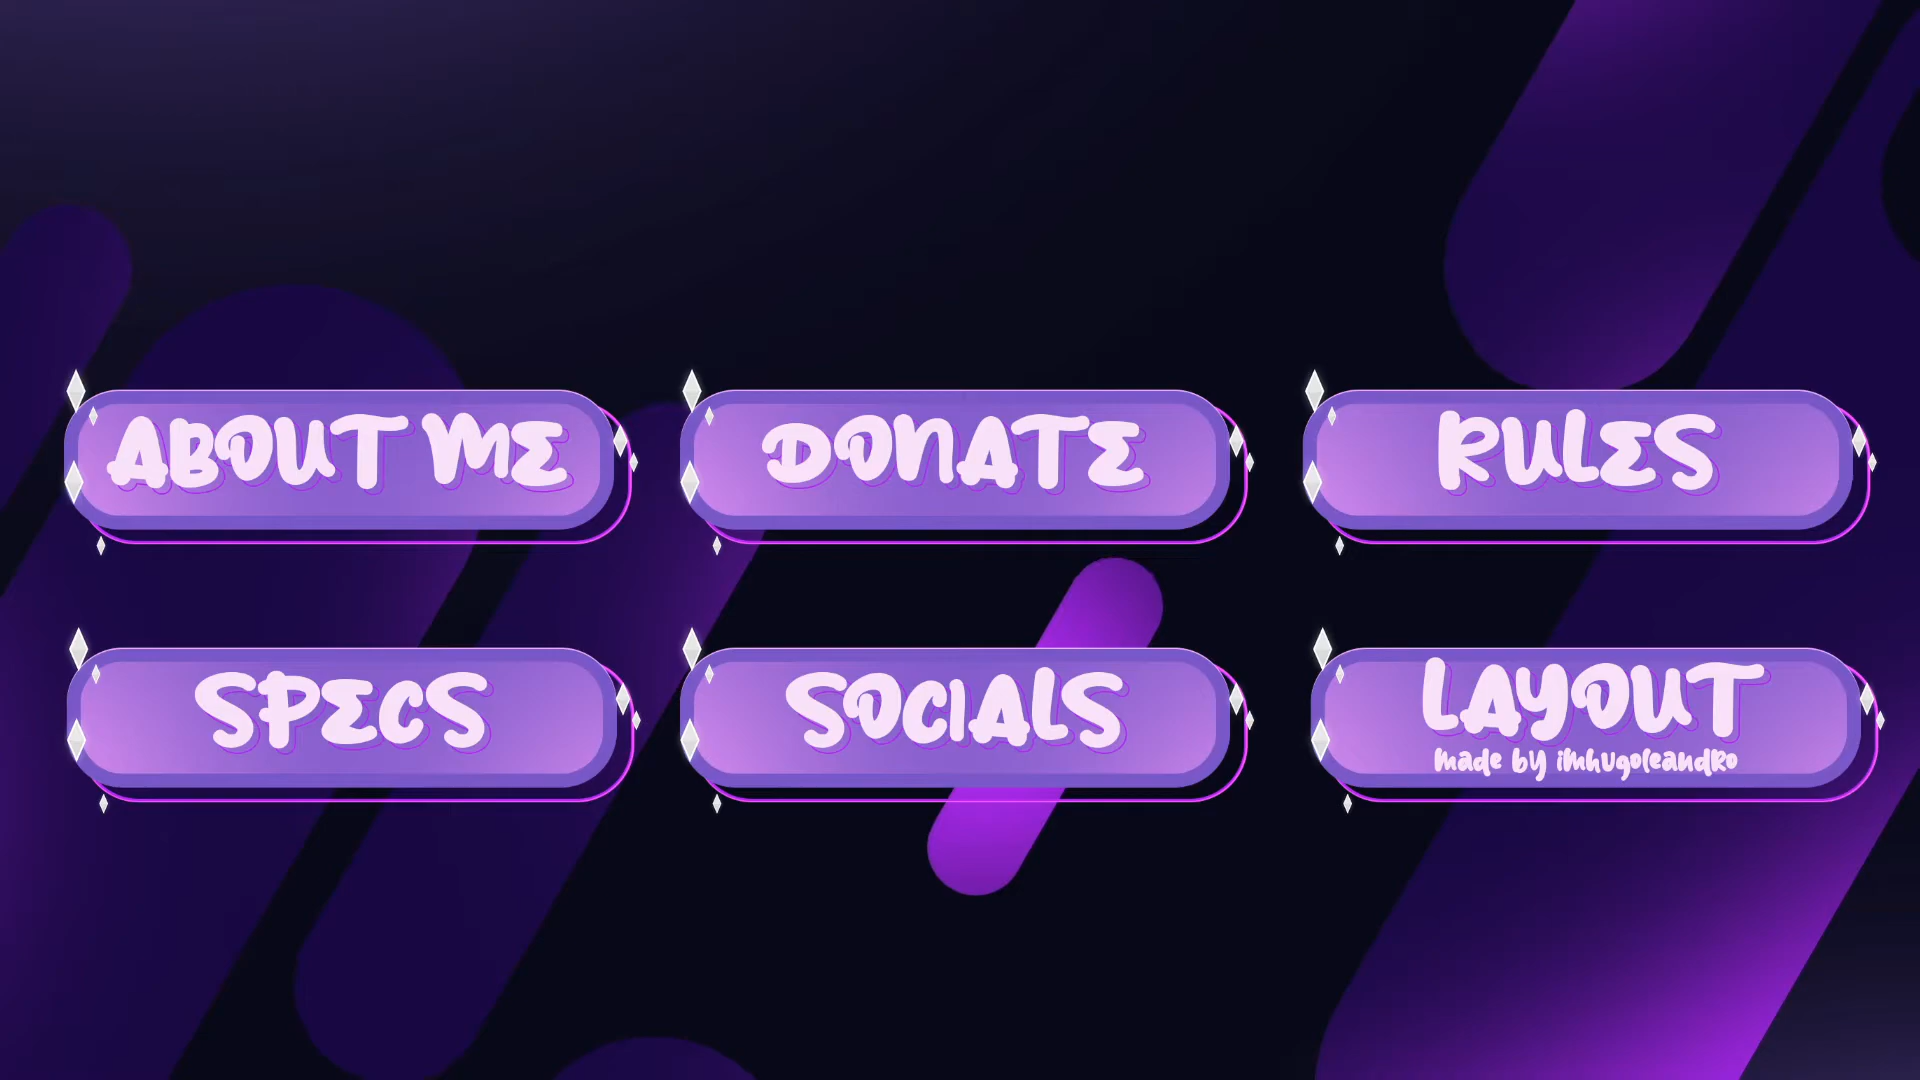 ABOUT ME
DONATE
RULES
SPECS
SOCIALS
LAYOUT
made by imhugoleandro